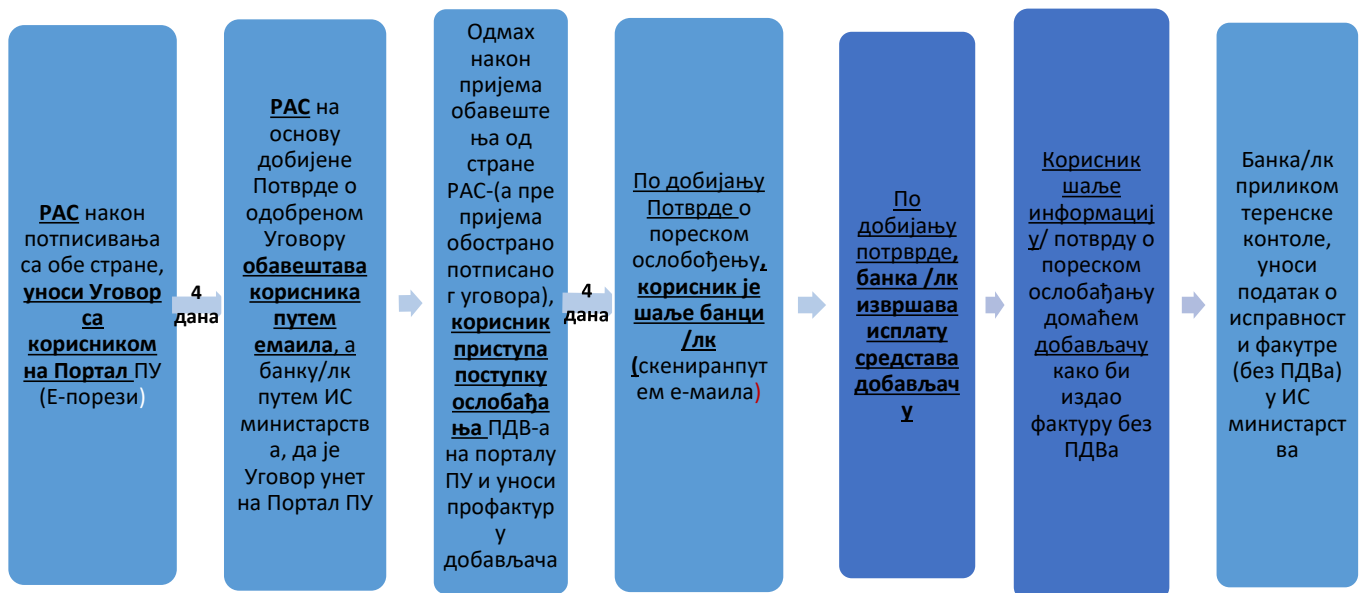 РАС након
потписивања
са обе стране,
уноси Уговор
са
корисником
на Портал ПУ
(Е-порези)
4
дана
РАС на
основу
добијене
Потврде о
одобреном
Уговору
обавештава
корисника
путем
емаила, а
банку/лк
путем ИС
министарств
а, да је
Уговор унет
на Портал ПУ
Одмах
након
пријема
обавеште
ња од
стране
РАС-(а пре
пријема
обострано
потписано
г уговора),
корисник
приступа
поступку
ослобађа
ња ПДВ-а
на порталу
ПУ и уноси
профактур
у
добављача
4
дана
По добијању
Потврде о
пореском
ослобођењу,
корисник је
шаље банци
/лк
(скениранпут
ем е-маила)
По
добијању
потрврде,
банка /лк
извршава
исплату
средстава
добављач
у
Корисник
шаље
информациј
у/ потврду о
пореском
ослобађању
домаћем
добављачу
како би
издао
фактуру без
ПДВа
Банка/лк
приликом
теренске
контоле,
уноси
податак о
исправност
и факутре
(без ПДВа)
у ИС
министарст
ва